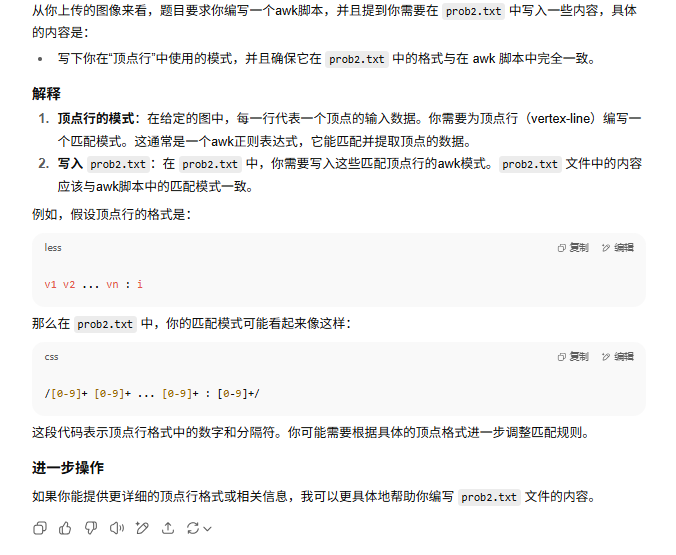 从你上传的图像来看，题目要求你编写一个awk脚本，并且提到你需要在 prob2.txt 中写入一些内容，具体
的内容是：
• 写下你在“顶点行”中使用的模式，并且确保它在 prob2.txt 中的格式与在 awk 脚本中完全一致。
解释
1. 顶点行的模式：在给定的图中，每一行代表一个顶点的输入数据。你需要为顶点行（vertex-line）编写一
个匹配模式。这通常是一个awk正则表达式，它能匹配并提取顶点的数据。
2. 写入 prob2.txt：在 prob2.txt 中，你需要写入这些匹配顶点行的awk模式。prob2.txt 文件中的内容
应该与awk脚本中的匹配模式一致。
例如，假设顶点行的格式是：
less 复制 编辑
v1 v2 ... vn : i
那么在 prob2.txt 中，你的匹配模式可能看起来像这样：
css 复制 编辑
/[0-9]+ [0-9]+ ... [0-9]+ : [0-9]+/
这段代码表示顶点行格式中的数字和分隔符。你可能需要根据具体的顶点格式进一步调整匹配规则。
进一步操作
如果你能提供更详细的顶点行格式或相关信息，我可以更具体地帮助你编写 prob2.txt 文件的内容。